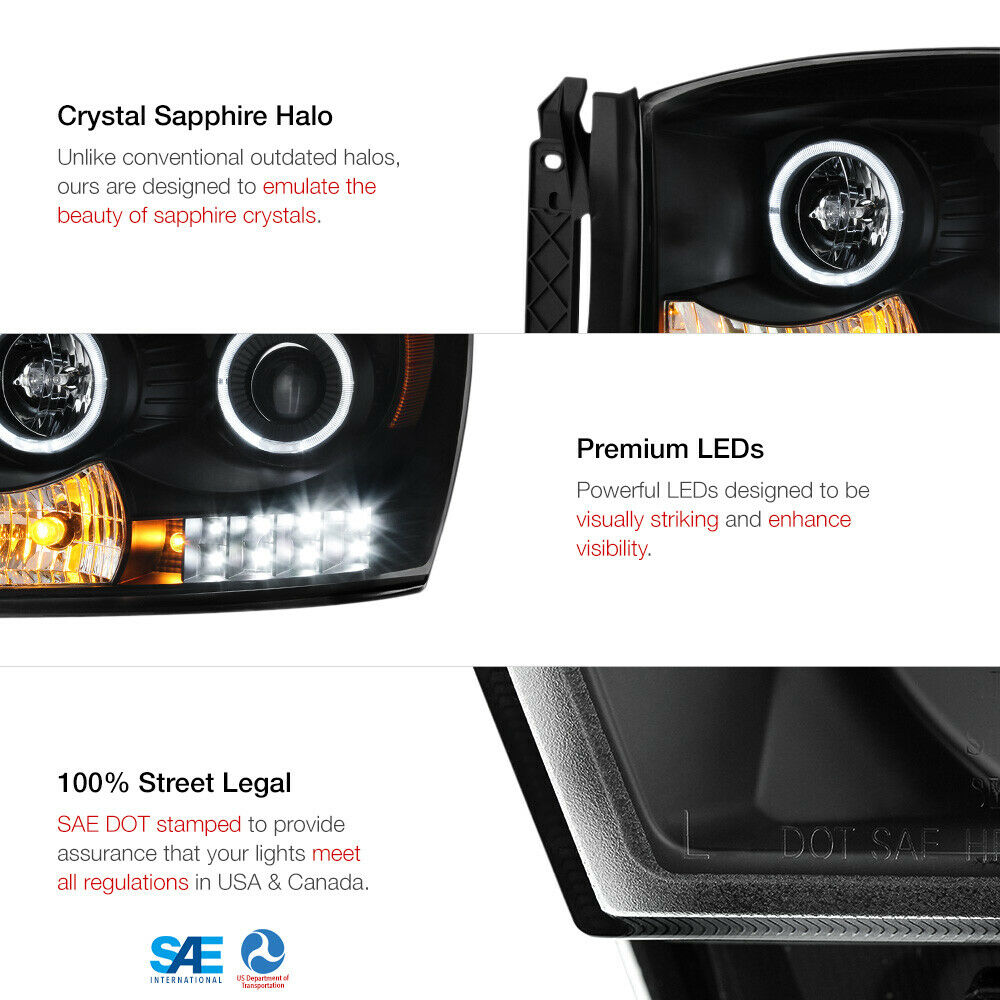 Crystal Sapphire Halo
Unlike conventional outdated halos,
ours are designed to emulate the
beauty of sapphire crystals.
Premium LEDs
Powerful LEDs designed to be
visually striking and enhance
visibility.
100% Street Legal
SAE DOT stamped to provide
assurance that your lights meet
all regulations in USA & Canada.
SAE
INTERNATIONAL
US Department of
Transportation
L DOT SAE